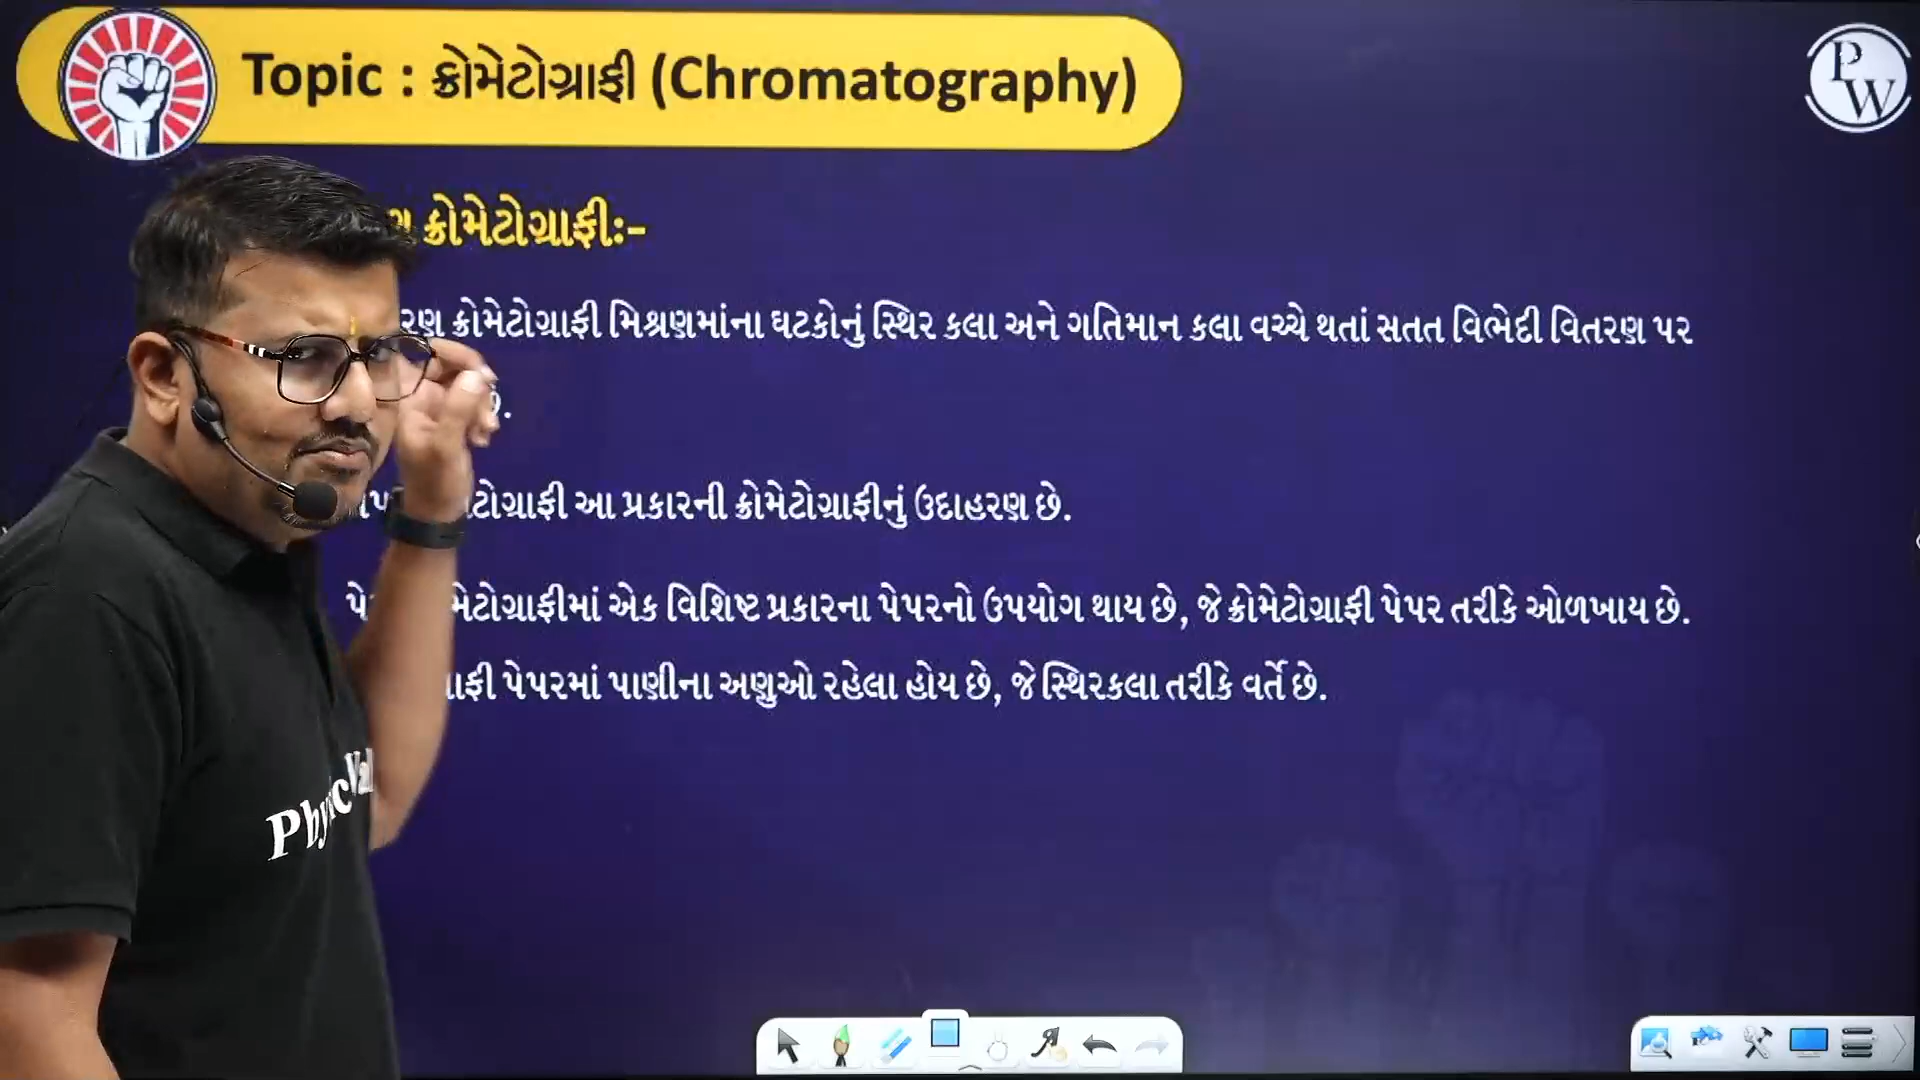 Topic : ક્રોમેટોગ્રાફી (Chromatography)
PW
ક્રોમેટોગ્રાફીઃ-
ક્રોમેટોગ્રાફી મિશ્રણમાંના ઘટકોનું સ્થિર કલા અને ગતિમાન કલા વચ્ચે થતાં સતત વિભેદી વિતરણ પર
છે.
આ પ્રકારની ક્રોમેટોગ્રાફીનું ઉદાહરણ છે.
એક વિશિષ્ટ પ્રકારના પેપરનો ઉપયોગ થાય છે, જે ક્રોમેટોગ્રાફી પેપર તરીકે ઓળખાય છે.
પેપરમાં પાણીના અણુઓ રહેલા હોય છે, જે સ્થિરકલા તરીકે વર્તે છે.